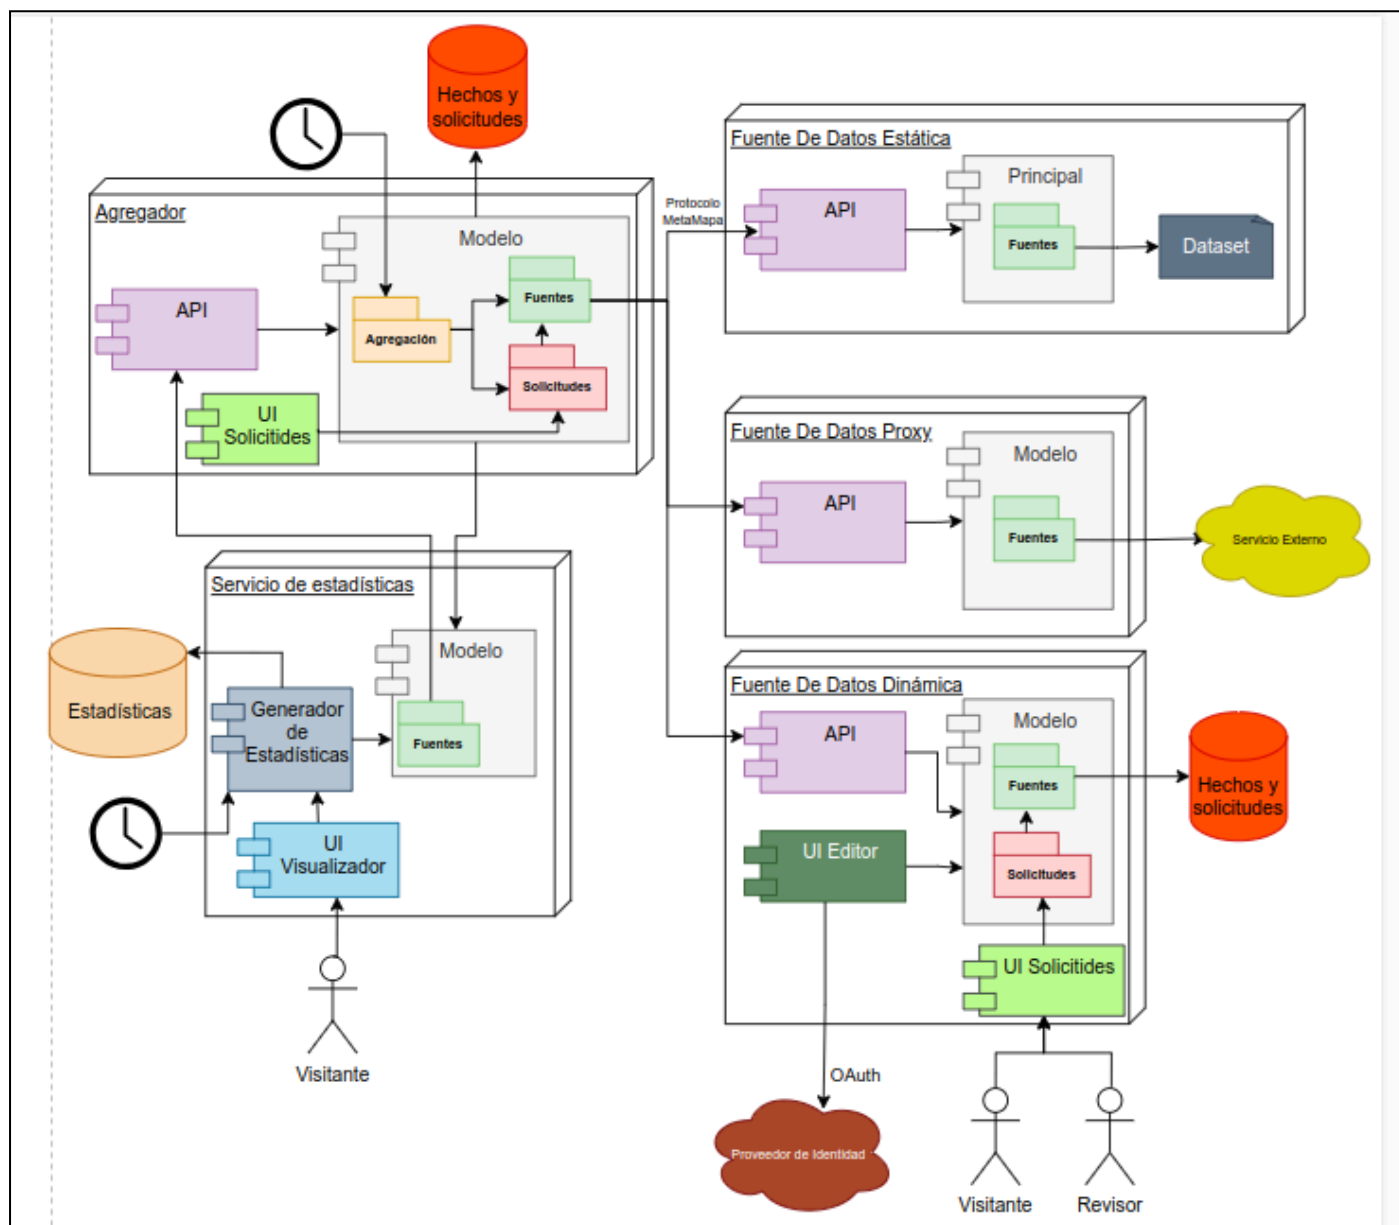 Hechos y
solicitudes
Agregador
Modelo
API
Fuentes
Agregación
Solicitudes
UI
Solicitides
Protocolo
MetaMapa
Fuente De Datos Estática
API
Principal
Fuentes
Dataset
Fuente De Datos Proxy
API
Modelo
Fuentes
Servicio Externo
Servicio de estadísticas
Estadísticas
Generador
de
Estadísticas
Modelo
Fuentes
UI
Visualizador
Visitante
Fuente De Datos Dinámica
API
Modelo
Fuentes
Solicitudes
UI Editor
UI Solicitides
Hechos y
solicitudes
OAuth
Proveedor de Identidad
Visitante
Revisor